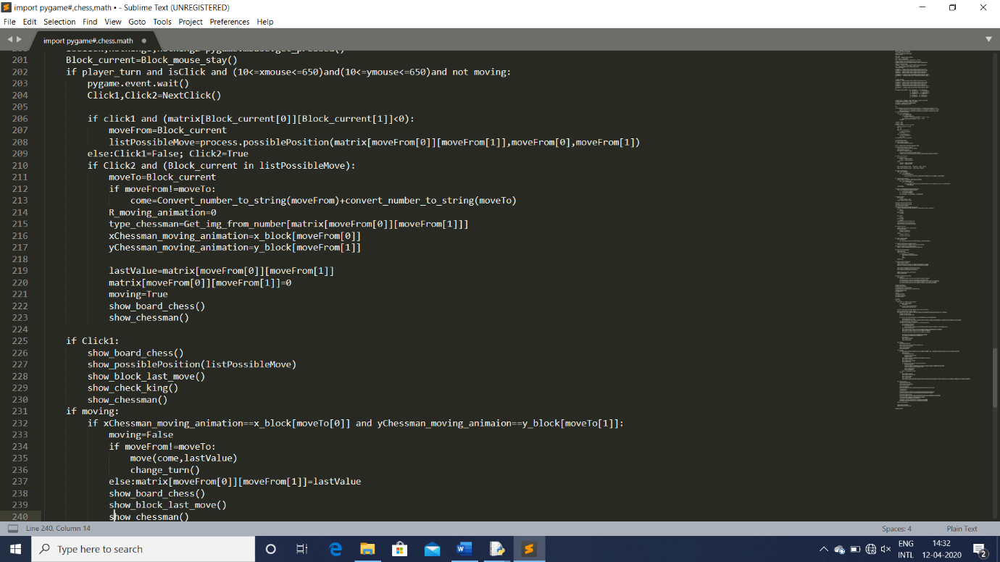 import pygame#,chess,math • - Sublime Text (UNREGISTERED)
File Edit Selection Find View Goto Tools Project Preferences Help
import pygame#,chess,math
201 Block_current=Block_mouse_stay()
202 if player_turn and isClick and (10<=xmouse<=650)and(10<=ymouse<=650)and not moving:
203 pygame.event.wait()
204 Click1,Click2=NextClick()
205
206 if click1 and (matrix[Block_current[0]][Block_current[1]]<0):
207 moveFrom=Block_current
208 listPossibleMove=process.possiblePosition(matrix[moveFrom[0]][moveFrom[1]],moveFrom[0],moveFrom[1])
209 else:Click1=False; Click2=True
210 if Click2 and (Block_current in listPossibleMove):
211 moveTo=Block_current
212 if moveFrom!=moveTo:
213 come=Convert_number_to_string(moveFrom)+convert_number_to_string(moveTo)
214 R_moving_animation=0
215 type_chessman=Get_img_from_number[matrix[moveFrom[0]][moveFrom[1]]]
216 xChessman_moving_animation=x_block[moveFrom[0]]
217 yChessman_moving_animation=y_block[moveFrom[1]]
218
219 lastValue=matrix[moveFrom[0]][moveFrom[1]]
220 matrix[moveFrom[0]][moveFrom[1]]=0
221 moving=True
222 show_board_chess()
223 show_chessman()
224
225 if Click1:
226 show_board_chess()
227 show_possiblePosition(listPossibleMove)
228 show_block_last_move()
229 show_check_king()
230 show_chessman()
231 if moving:
232 if xChessman_moving_animation==x_block[moveTo[0]] and yChessman_moving_animaion==y_block[moveTo[1]]:
233 moving=False
234 if moveFrom!=moveTo:
235 move(come,lastValue)
236 change_turn()
237 else:matrix[moveFrom[0]][moveFrom[1]]=lastValue
238 show_board_chess()
239 show_block_last_move()
240 show_chessman()
Line 240, Column 14 Spaces: 4 Plain Text
Type here to search
ENG 14:32
INTL 12-04-2020 2